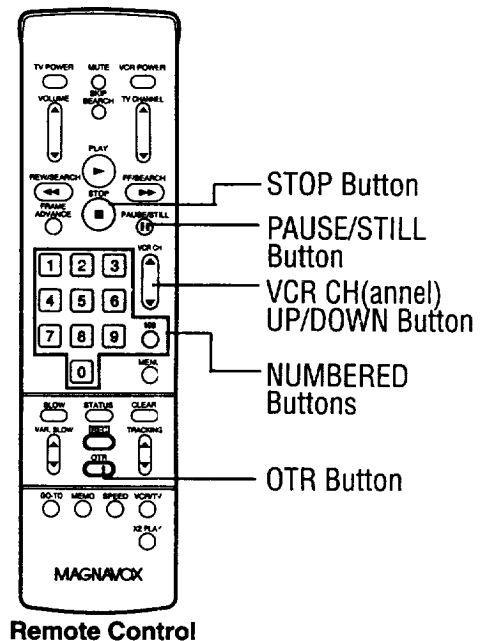 TV POWER MUTE VCR POWER
VOLUME SKIP SEARCH TV CHANNEL
PLAY
REW/SEARCH FF/SEARCH
STOP
FRAME ADVANCE PAUSE/STILL
VCR CH
1 2 3
4 5 6
7 8 9 100
0 MENU
SLOW STATUS CLEAR
VAR. SLOW REC TRACKING
OTR
GO-TO MEMO SPEED VCR/TV
X2 PLAY
MAGNAVOX
STOP Button
PAUSE/STILL
Button
VCR CH(annel)
UP/DOWN Button
NUMBERED
Buttons
OTR Button
Remote Control